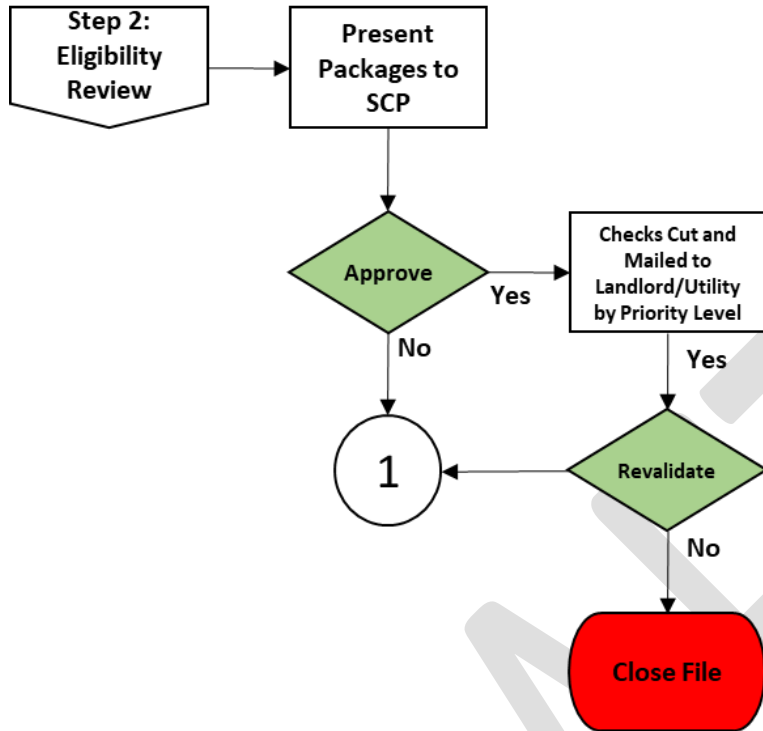 Step 2:
Eligibility
Review
Present
Packages to
SCP
Approve
Yes
No
Checks Cut and
Mailed to
Landlord/Utility
by Priority Level
Yes
1
Revalidate
No
Close File